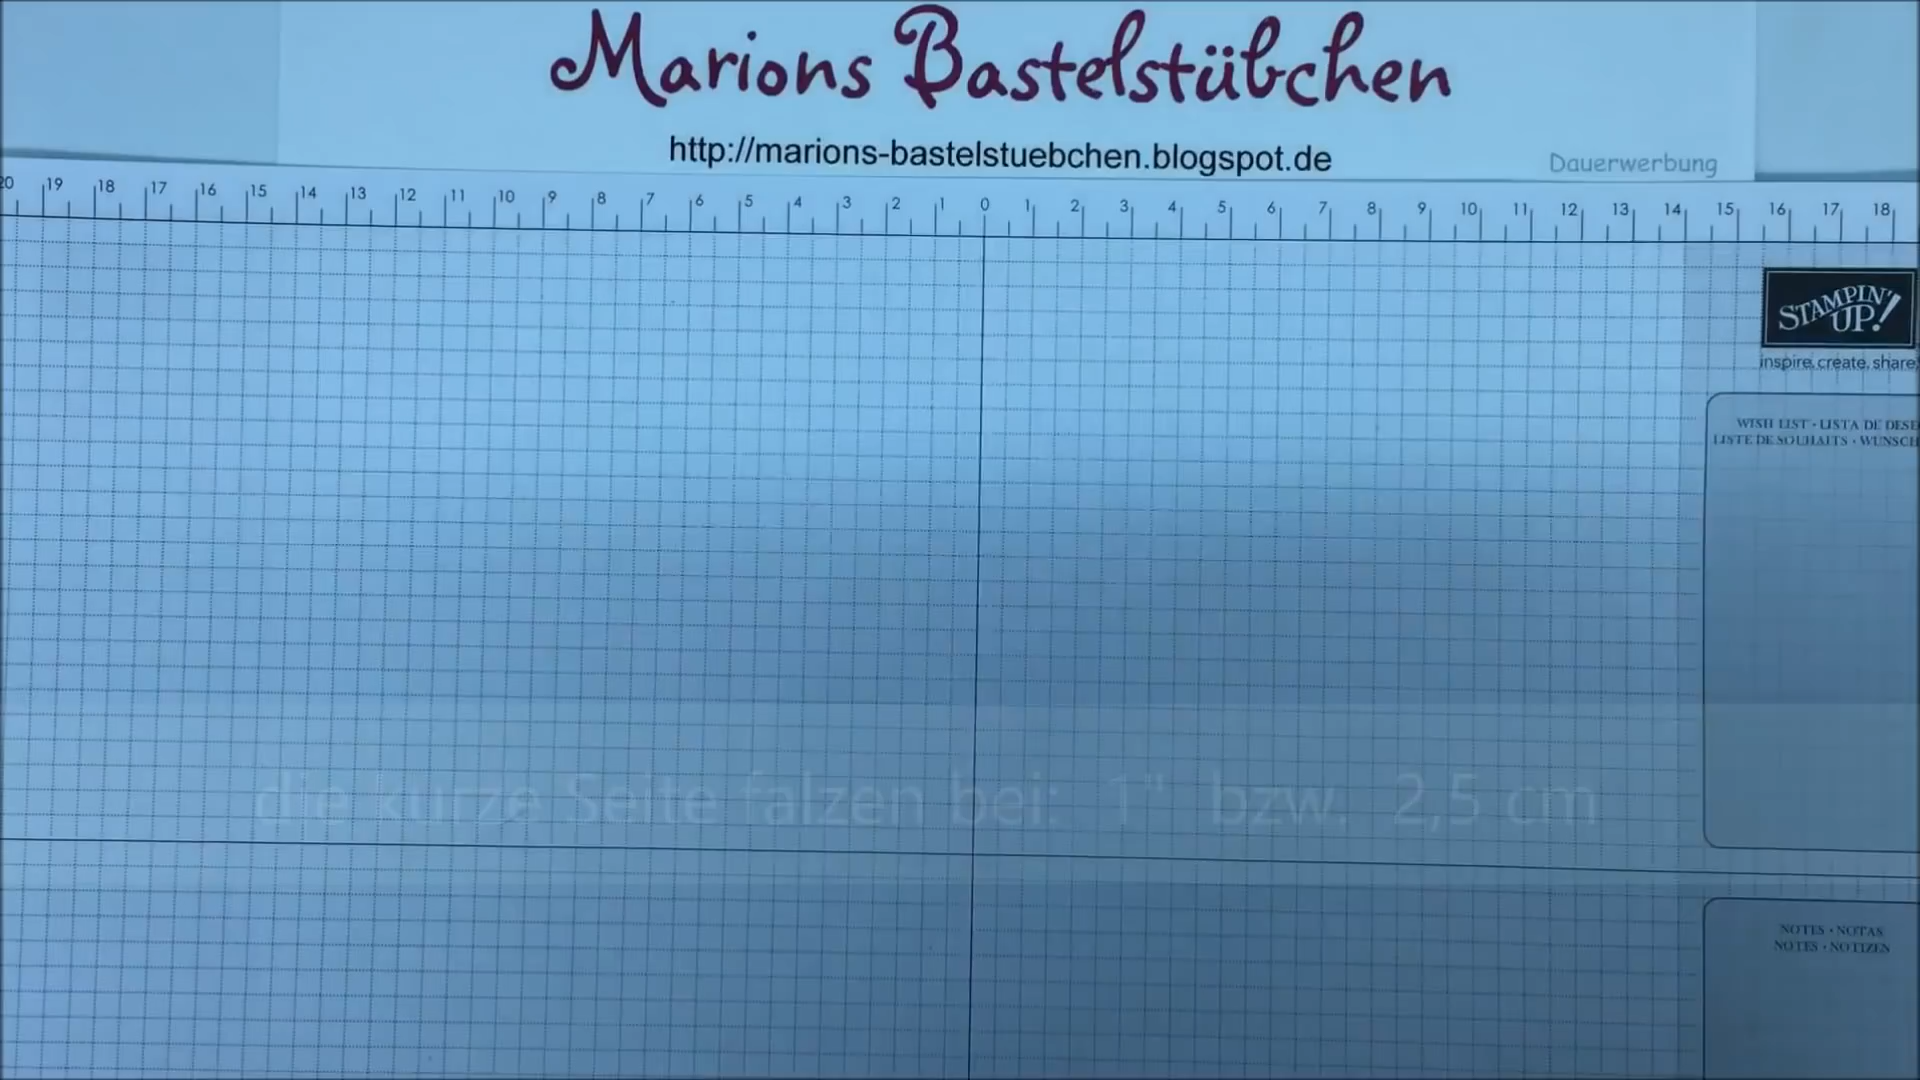 Marions Bastelstübchen
http://marions-bastelstuebchen.blogspot.de
Dauerwerbung
20 19 18 17 16 15 14 13 12 11 10 9 8 7 6 5 4 3 2 1 0 1 2 3 4 5 6 7 8 9 10 11 12 13 14 15 16 17 18
STAMPIN'
UP!
inspire.create.share
WISH LIST • LISTA DE DESE
LISTE DE SOUHAITS • WUNSCH
die kurze Seite falzen bei: 1" bzw. 2,5 cm
NOTES • NOTAS
NOTES • NOTIZEN